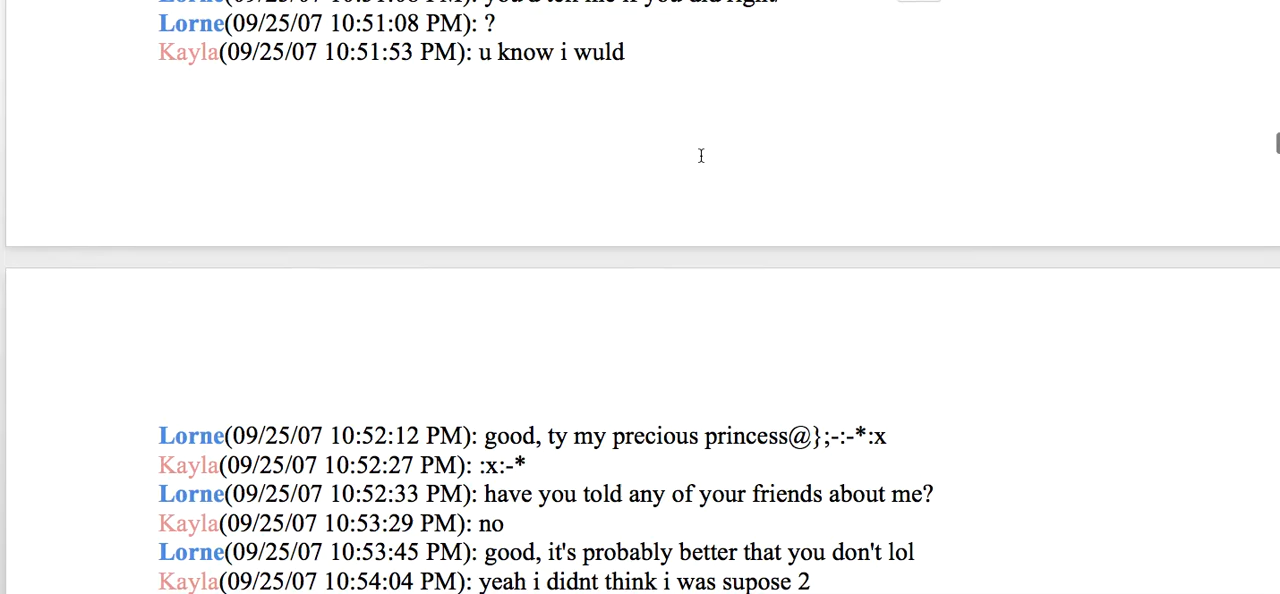 Lorne(09/25/07 10:51:08 PM): ?
Kayla(09/25/07 10:51:53 PM): u know i wuld
Lorne(09/25/07 10:52:12 PM): good, ty my precious princess@};-:-*:x
Kayla(09/25/07 10:52:27 PM): :x:-*
Lorne(09/25/07 10:52:33 PM): have you told any of your friends about me?
Kayla(09/25/07 10:53:29 PM): no
Lorne(09/25/07 10:53:45 PM): good, it's probably better that you don't lol
Kayla(09/25/07 10:54:04 PM): yeah i didnt think i was supose 2